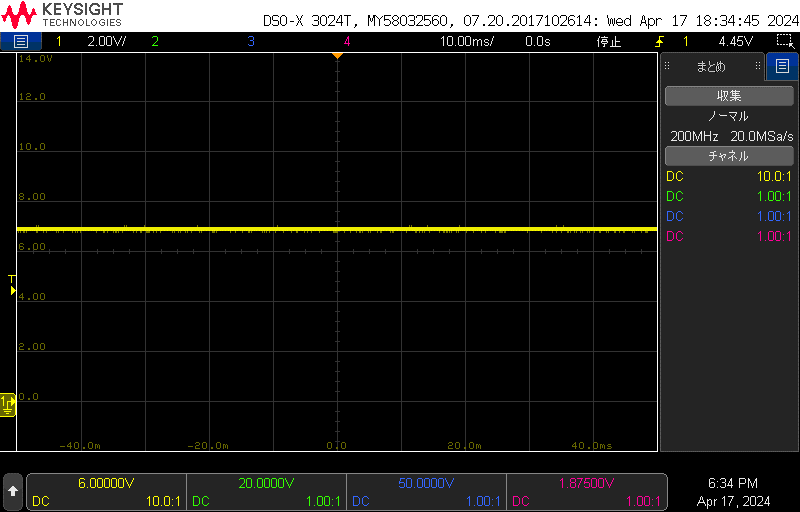 KEYSIGHT
TECHNOLOGIES
DSO-X 3024T, MY58032560, 07.20.2017102614: Wed Apr 17 18:34:45 2024
1 2.00V/ 2 3 4 10.00ms/ 0.0s 停止 1 4.45V
14.0V
12.0
10.0
8.00
6.00
T
4.00
2.00
1
0.0
-40.0m -20.0m 0.0 20.0m 40.0ms
まとめ
収集
ノーマル
200MHz 20.0MSa/s
チャネル
DC 10.0:1
DC 1.00:1
DC 1.00:1
DC 1.00:1
6.00000V 20.0000V 50.0000V 1.87500V
DC 10.0:1 DC 1.00:1 DC 1.00:1 DC 1.00:1
6:34 PM
Apr 17, 2024